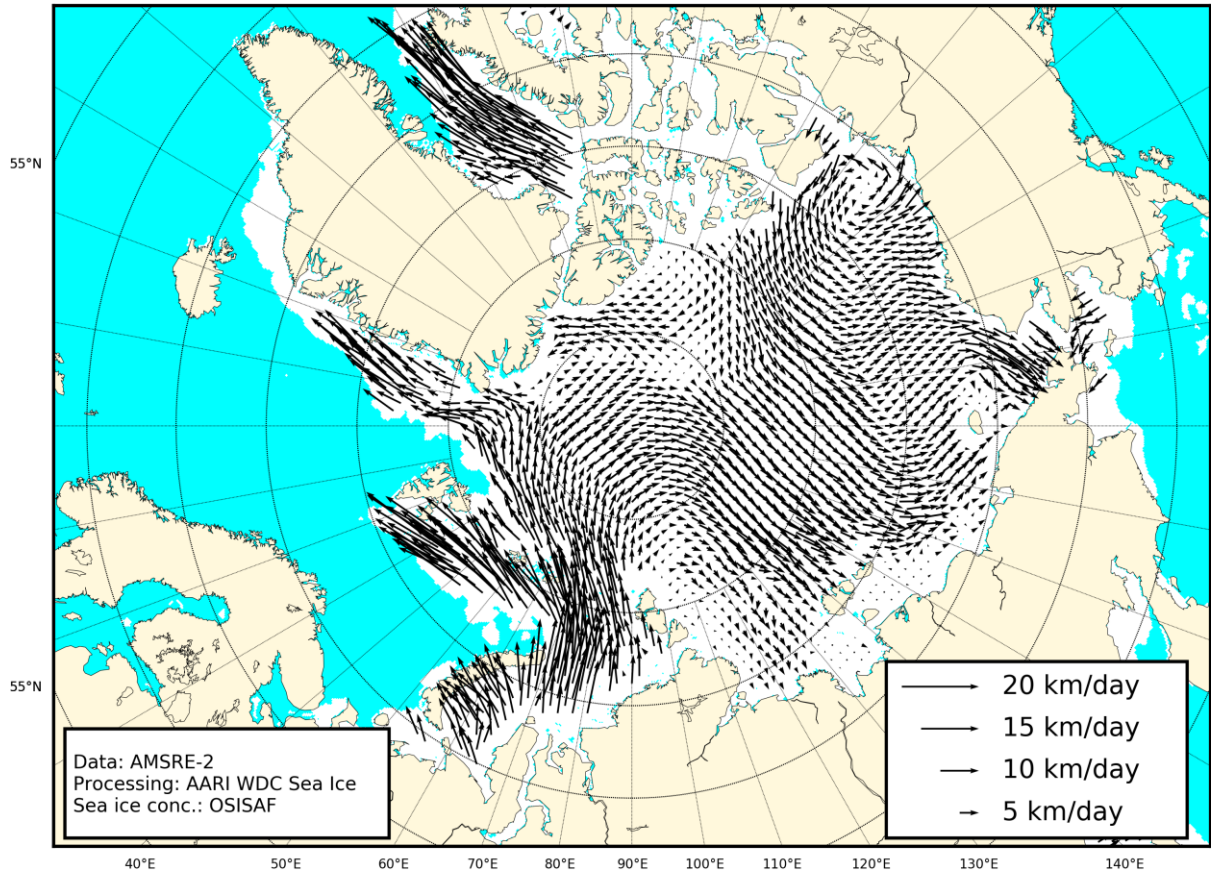 55°N
55°N
Data: AMSRE-2
Processing: AARI WDC Sea Ice
Sea ice conc.: OSISAF
20 km/day
15 km/day
10 km/day
5 km/day
40°E 50°E 60°E 70°E 80°E 90°E 100°E 110°E 120°E 130°E 140°E